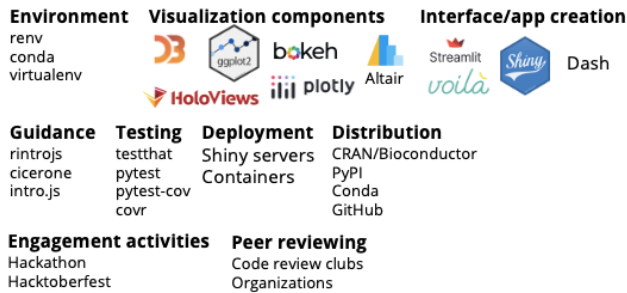 Environment
renv
conda
virtualenv
Visualization components
D3
ggplot2
bokeh
Altair
HoloViews
plotly
Interface/app creation
Streamlit
voilà
Shiny
Dash
Guidance
rintrojs
cicerone
intro.js
Testing
testthat
pytest
pytest-cov
covr
Deployment
Shiny servers
Containers
Distribution
CRAN/Bioconductor
PyPI
Conda
GitHub
Engagement activities
Hackathon
Hacktoberfest
Peer reviewing
Code review clubs
Organizations